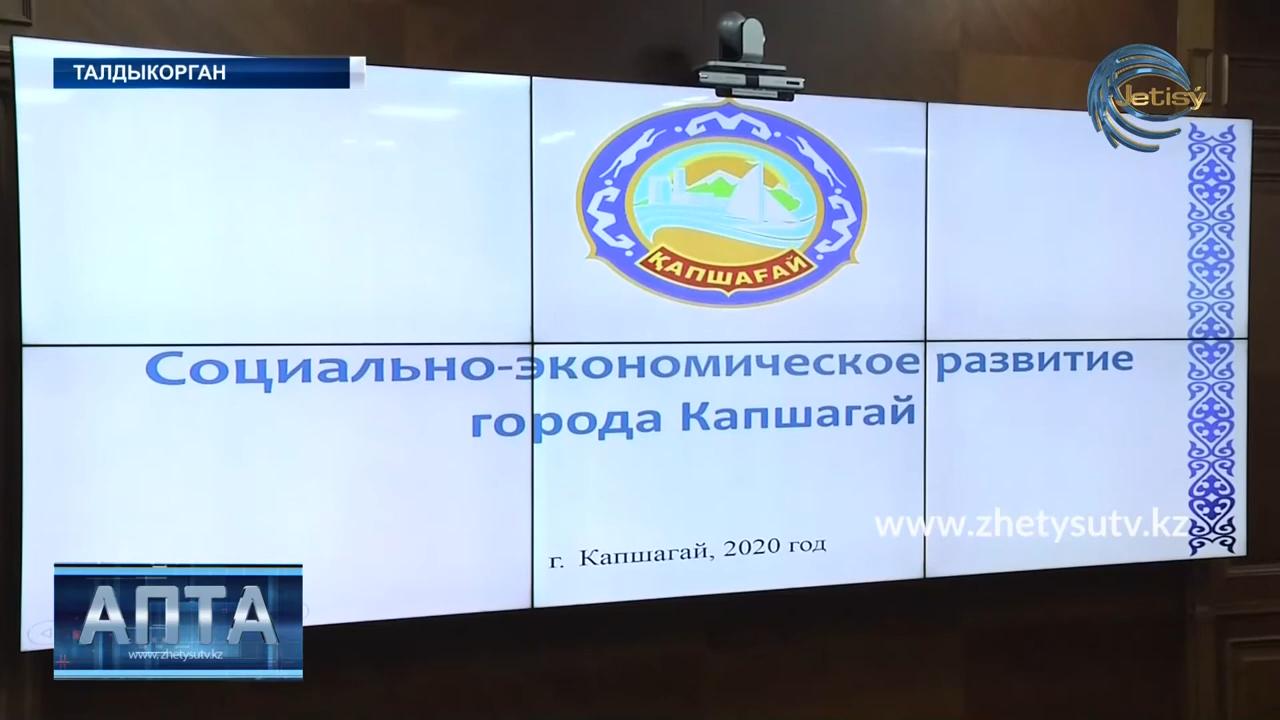 ТАЛДЫКОРГАН
Jetisý
ҚАПШАҒАЙ
Социально-экономическое развитие
города Капшагай
www.zhetysutv.kz
г. Капшагай, 2020 год
АПТА
www.zhetysutv.kz